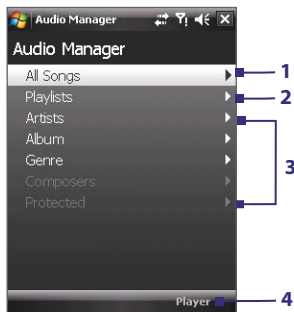 Audio Manager
Audio Manager
All Songs
Playlists
Artists
Album
Genre
Composers
Protected
Player
1
2
3
4